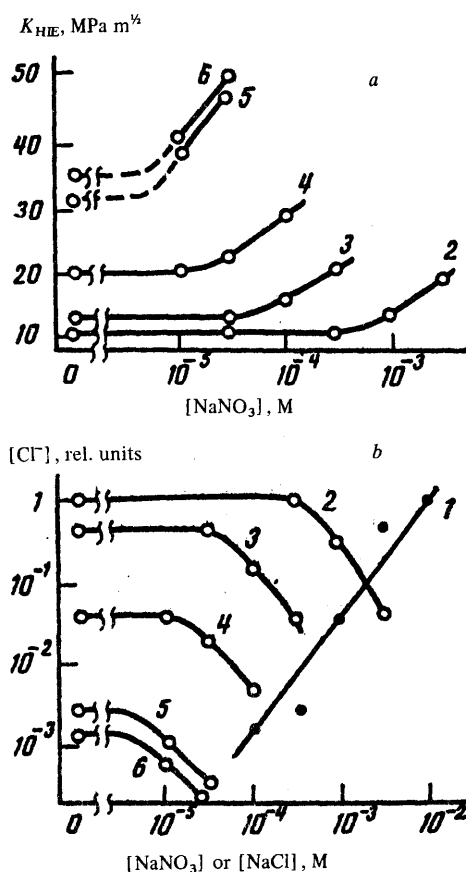 K_HIE, MPa m^½
a
50
40
30
20
10
6
5
4
3
2
0 10⁻⁵ 10⁻⁴ 10⁻³
[NaNO₃], M
[Cl⁻], rel. units
b
1
10⁻¹
10⁻²
10⁻³
2
1
3
4
5
6
0 10⁻⁵ 10⁻⁴ 10⁻³ 10⁻²
[NaNO₃] or [NaCl], M